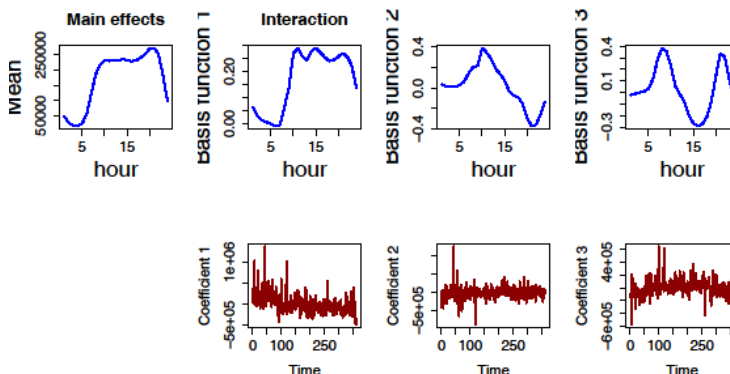 Main effects
Interaction
Mean
50000
250000
5
15
hour
Basis function 1
0.00
0.20
5
15
hour
Basis function 2
−0.4
0.0
0.4
5
15
hour
Basis function 3
−0.3
0.1
0.4
5
15
hour
Coefficient 1
−5e+05
1e+06
0
100
250
Time
Coefficient 2
−5e+05
0
100
250
Time
Coefficient 3
−6e+05
4e+05
0
100
250
Time